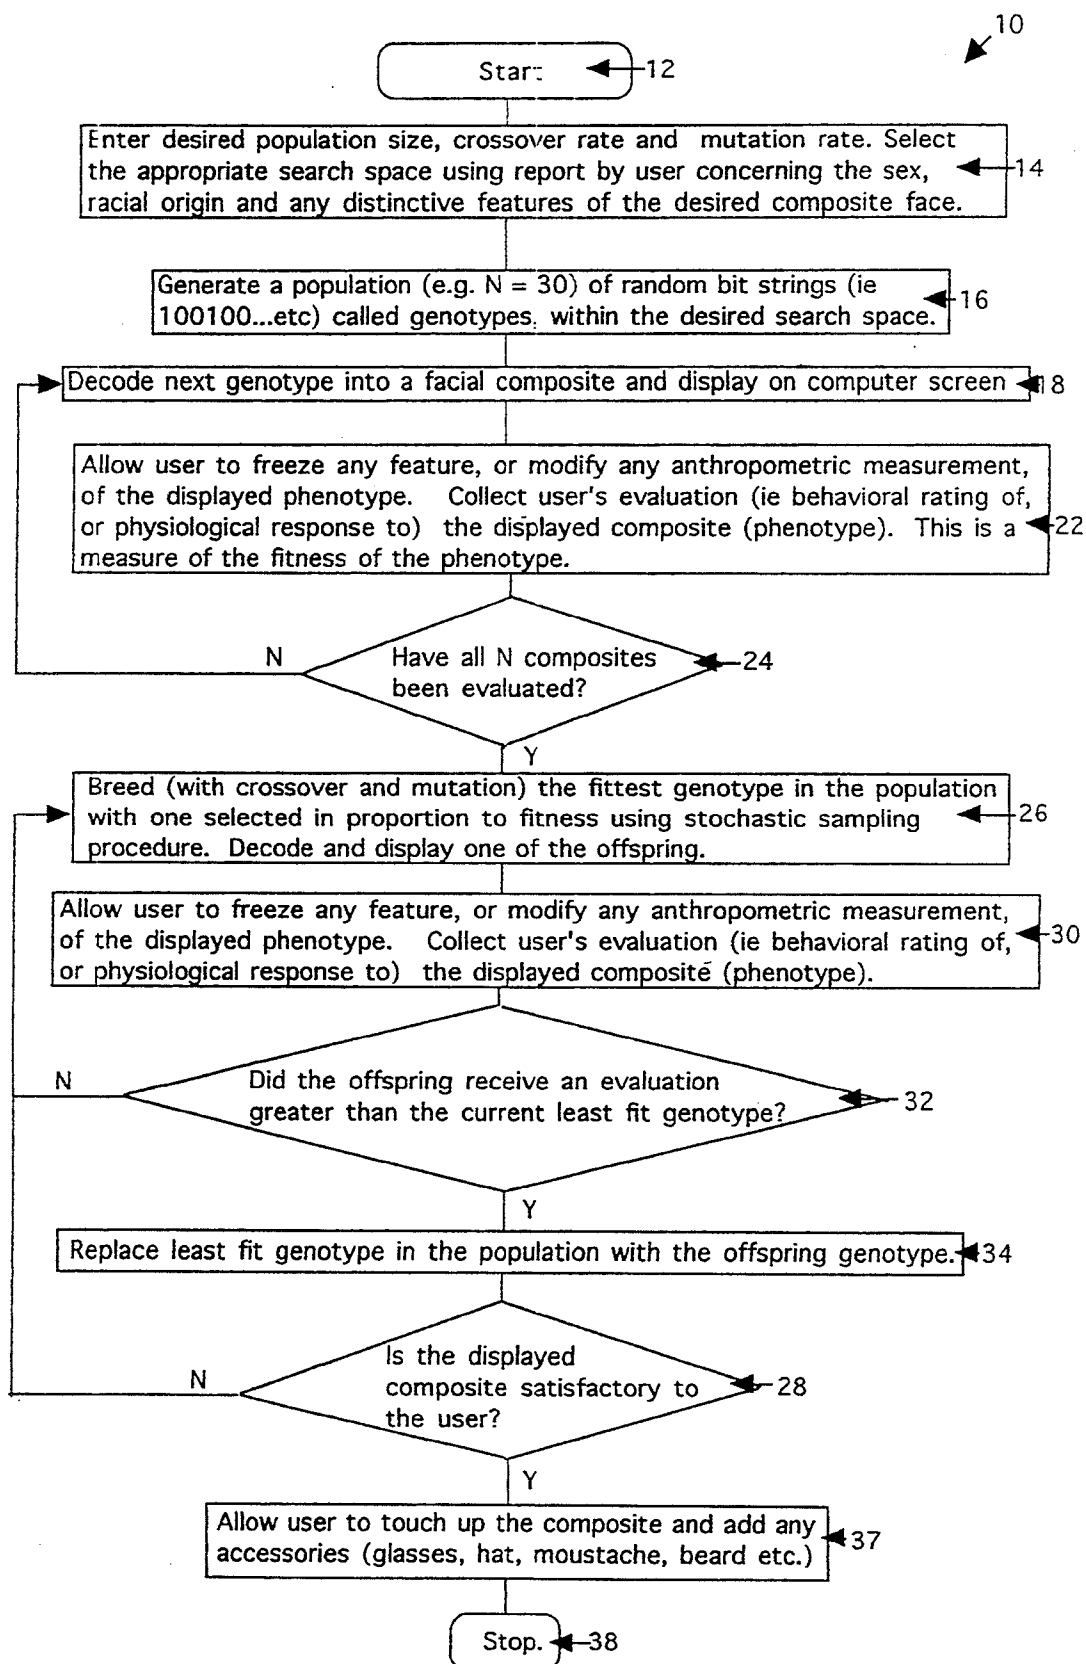 10
Start 12
Enter desired population size, crossover rate and mutation rate. Select
the appropriate search space using report by user concerning the sex,
racial origin and any distinctive features of the desired composite face.
14
Generate a population (e.g. N = 30) of random bit strings (ie
100100...etc) called genotypes, within the desired search space.
16
Decode next genotype into a facial composite and display on computer screen 18
Allow user to freeze any feature, or modify any anthropometric measurement,
of the displayed phenotype. Collect user's evaluation (ie behavioral rating of,
or physiological response to) the displayed composite (phenotype). This is a
measure of the fitness of the phenotype.
22
N
Have all N composites
been evaluated?
24
Y
Breed (with crossover and mutation) the fittest genotype in the population
with one selected in proportion to fitness using stochastic sampling
procedure. Decode and display one of the offspring.
26
Allow user to freeze any feature, or modify any anthropometric measurement,
of the displayed phenotype. Collect user's evaluation (ie behavioral rating of,
or physiological response to) the displayed composite (phenotype).
30
N
Did the offspring receive an evaluation
greater than the current least fit genotype?
32
Y
Replace least fit genotype in the population with the offspring genotype. 34
N
Is the displayed
composite satisfactory to
the user?
28
Y
Allow user to touch up the composite and add any
accessories (glasses, hat, moustache, beard etc.)
37
Stop. 38